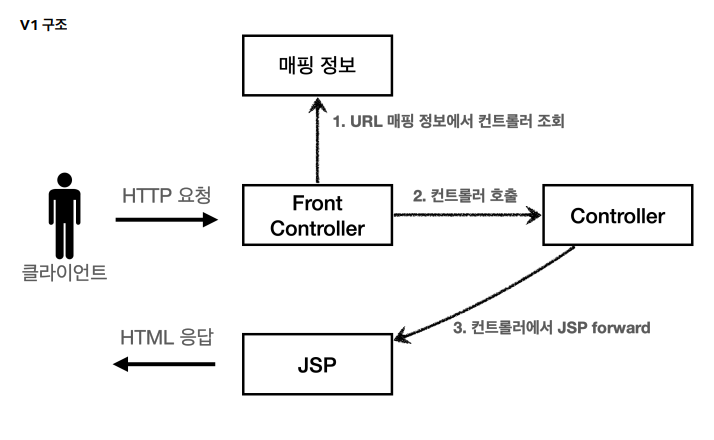 V1 구조
매핑 정보
1. URL 매핑 정보에서 컨트롤러 조회
HTTP 요청
Front
Controller
2. 컨트롤러 호출
Controller
클라이언트
HTML 응답
JSP
3. 컨트롤러에서 JSP forward